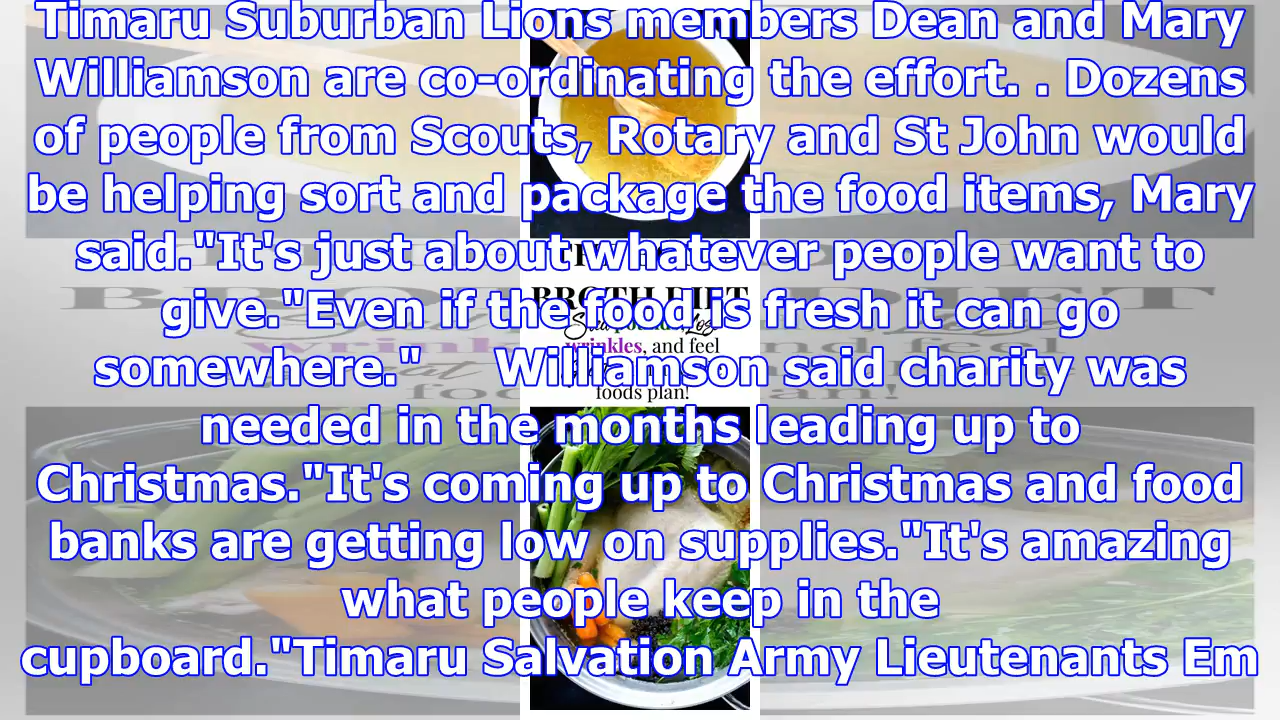 Timaru Suburban Lions members Dean and Mary
Williamson are co-ordinating the effort. . Dozens
of people from Scouts, Rotary and St John would
be helping sort and package the food items, Mary
said."It's just about whatever people want to
give."Even if the food is fresh it can go
somewhere." Williamson said charity was
needed in the months leading up to
Christmas."It's coming up to Christmas and food
banks are getting low on supplies."It's amazing
what people keep in the
cupboard."Timaru Salvation Army Lieutenants Em
BROTH DIET
wrinkles, and feel
foods plan!